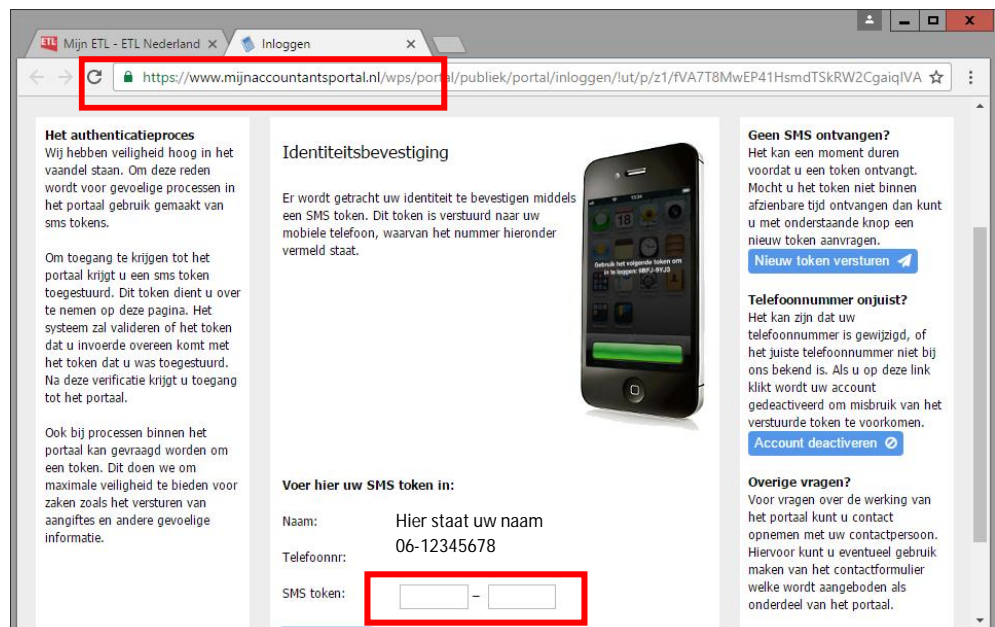 Mijn ETL - ETL Nederland
Inloggen
https://www.mijnaccountantsportal.nl/wps/portal/publiek/portal/inloggen/!ut/p/z1/fVA7T8MwEP41HsmdTSkRW2CgaiqIVA
Het authenticatieproces
Wij hebben veiligheid hoog in het
vaandel staan. Om deze reden
wordt voor gevoelige processen in
het portaal gebruik gemaakt van
sms tokens.
Om toegang te krijgen tot het
portaal krijgt u een sms token
toegestuurd. Dit token dient u over
te nemen op deze pagina. Het
systeem zal valideren of het token
dat u invoerde overeen komt met
het token dat u was toegestuurd.
Na deze verificatie krijgt u toegang
tot het portaal.
Ook bij processen binnen het
portaal kan gevraagd worden om
een token. Dit doen we om
maximale veiligheid te bieden voor
zaken zoals het versturen van
aangiftes en andere gevoelige
informatie.
Identiteitsbevestiging
Er wordt getracht uw identiteit te bevestigen middels
een SMS token. Dit token is verstuurd naar uw
mobiele telefoon, waarvan het nummer hieronder
vermeld staat.
Gebruik het volgende token om
in te loggen:
Voer hier uw SMS token in:
Naam: Hier staat uw naam
Telefoonnr: 06-12345678
SMS token: –
Geen SMS ontvangen?
Het kan een moment duren
voordat u een token ontvangt.
Mocht u het token niet binnen
afzienbare tijd ontvangen dan kunt
u met onderstaande knop een
nieuw token aanvragen.
Nieuw token versturen
Telefoonnummer onjuist?
Het kan zijn dat uw
telefoonnummer is gewijzigd, of
het juiste telefoonnummer niet bij
ons bekend is. Als u op deze link
klikt wordt uw account
gedeactiveerd om misbruik van het
verstuurde token te voorkomen.
Account deactiveren
Overige vragen?
Voor vragen over de werking van
het portaal kunt u contact
opnemen met uw contactpersoon.
Hiervoor kunt u eventueel gebruik
maken van het contactformulier
welke wordt aangeboden als
onderdeel van het portaal.